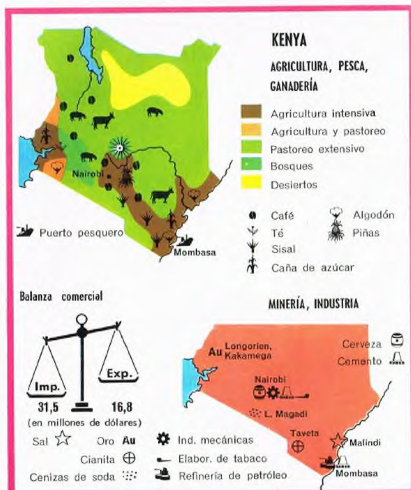 KENYA
AGRICULTURA, PESCA,
GANADERÍA
Agricultura intensiva
Agricultura y pastoreo
Pastoreo extensivo
Bosques
Desiertos
Café
Té
Sisal
Caña de azúcar
Algodón
Piñas
Nairobi
Mombasa
Puerto pesquero
Balanza comercial
Imp.
Exp.
31,5
16,8
(en millones de dólares)
MINERÍA, INDUSTRIA
Au Longorien,
Kakamega
Cerveza
Cemento
Nairobi
L. Magadi
Taveta
Malindi
Mombasa
Sal
Oro Au
Ind. mecánicas
Cianita
Elabor. de tabaco
Cenizas de soda
Refinería de petróleo